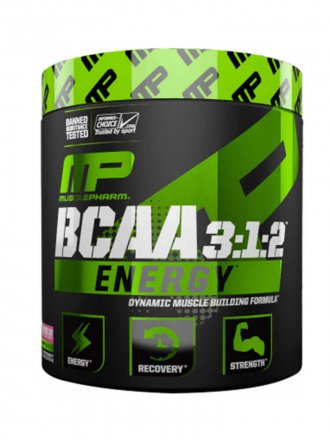 BANNED
SUBSTANCE
TESTED
INFORMED-
CHOICE
Trusted by sport
MP
MUSCLEPHARM®
BCAA 3:1:2™
ENERGY*
DYNAMIC MUSCLE BUILDING FORMULA*
ENERGY* RECOVERY* STRENGTH*